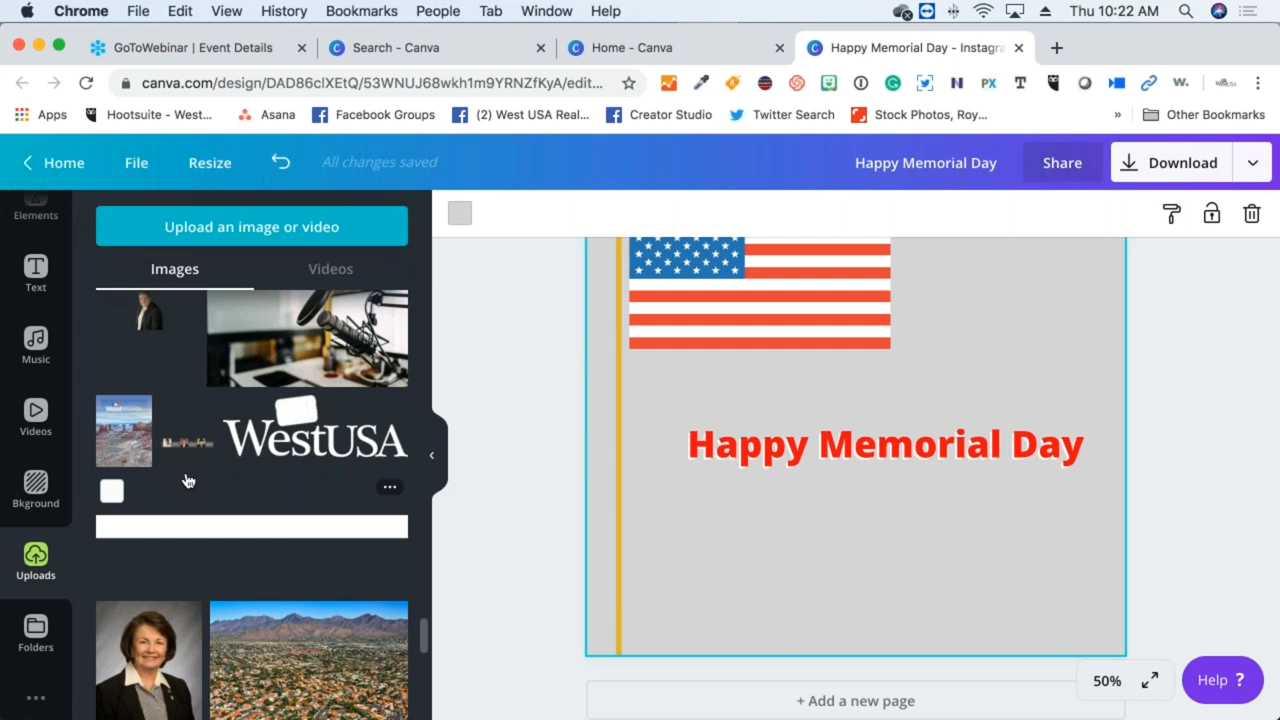 Chrome File Edit View History Bookmarks People Tab Window Help Thu 10:22 AM
GoToWebinar | Event Details Search - Canva Home - Canva Happy Memorial Day - Instagra
canva.com/design/DAD86clXEtQ/53WNUJ68wkh1m9YRNZfKyA/edit...
Apps Hootsuite - West... Asana Facebook Groups (2) West USA Real... Creator Studio Twitter Search Stock Photos, Roy... » Other Bookmarks
Home File Resize All changes saved Happy Memorial Day Share Download
Elements
Upload an image or video
Images Videos
Text
Music
Videos
WestUSA
Happy Memorial Day
Bkground
Uploads
Folders
50%
Help ?
+ Add a new page